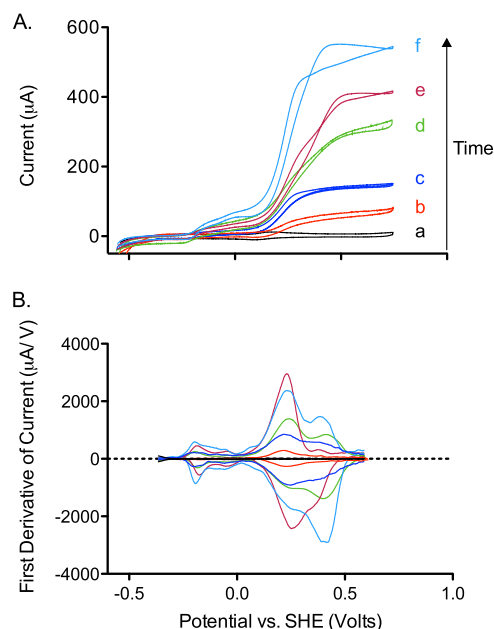 A.
600
400
200
0
Current (μA)
f
e
d
c
b
a
Time
B.
4000
2000
0
-2000
-4000
First Derivative of Current (μA/ V)
-0.5
0.0
0.5
1.0
Potential vs. SHE (Volts)